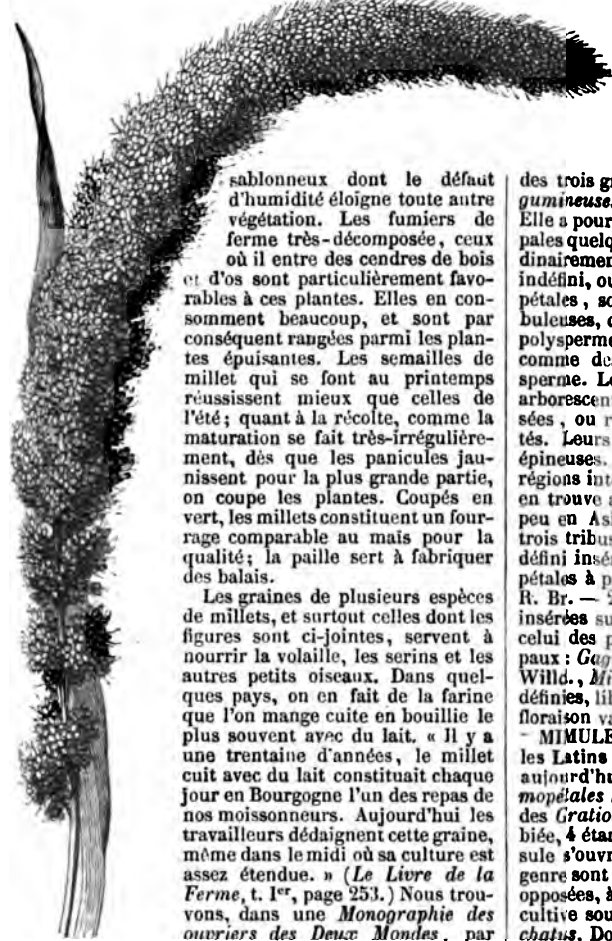 sablonneux dont le défaut
d'humidité éloigne toute autre
végétation. Les fumiers de
ferme très-décomposée, ceux
où il entre des cendres de bois
et d'os sont particulièrement favo-
rables à ces plantes. Elles en con-
somment beaucoup, et sont par
conséquent rangées parmi les plan-
tes épuisantes. Les semailles de
millet qui se font au printemps
réussissent mieux que celles de
l'été; quant à la récolte, comme la
maturation se fait très-irrégulière-
ment, dès que les panicules jau-
nissent pour la plus grande partie,
on coupe les plantes. Coupés en
vert, les millets constituent un four-
rage comparable au maïs pour la
qualité; la paille sert à fabriquer
des balais.
Les graines de plusieurs espèces
de millets, et surtout celles dont les
figures sont ci-jointes, servent à
nourrir la volaille, les serins et les
autres petits oiseaux. Dans quel-
ques pays, on en fait de la farine
que l'on mange cuite en bouillie le
plus souvent avec du lait. « Il y a
une trentaine d'années, le millet
cuit avec du lait constituait chaque
jour en Bourgogne l'un des repas de
nos moissonneurs. Aujourd'hui les
travailleurs dédaignent cette graine,
même dans le midi où sa culture est
assez étendue. » (Le Livre de la
Ferme, t. 1er, page 253.) Nous trou-
vons, dans une Monographie des
ouvriers des Deux Mondes, par
des trois
gumineuse
Elle a pour
pales quelq
dinairemen
indéfini, ou
pétales, so
buleuses, o
polysperme
comme de
sperme. L
arborescen
sées, ou
tés. Leurs
épineuses.
régions int
en trouve
peu en As
trois tribus
défini insé
pétales à p
R. Br. —
insérées su
celui des
paux : Gag
Willd., Mi
définies, lib
floraison va
MIMULE
les Latins
aujourd'hu
mopétales
des Gratio
biée, 4 étan
sule s'ouvr
genre sont
opposées, à
cultive sou
chatus. Do